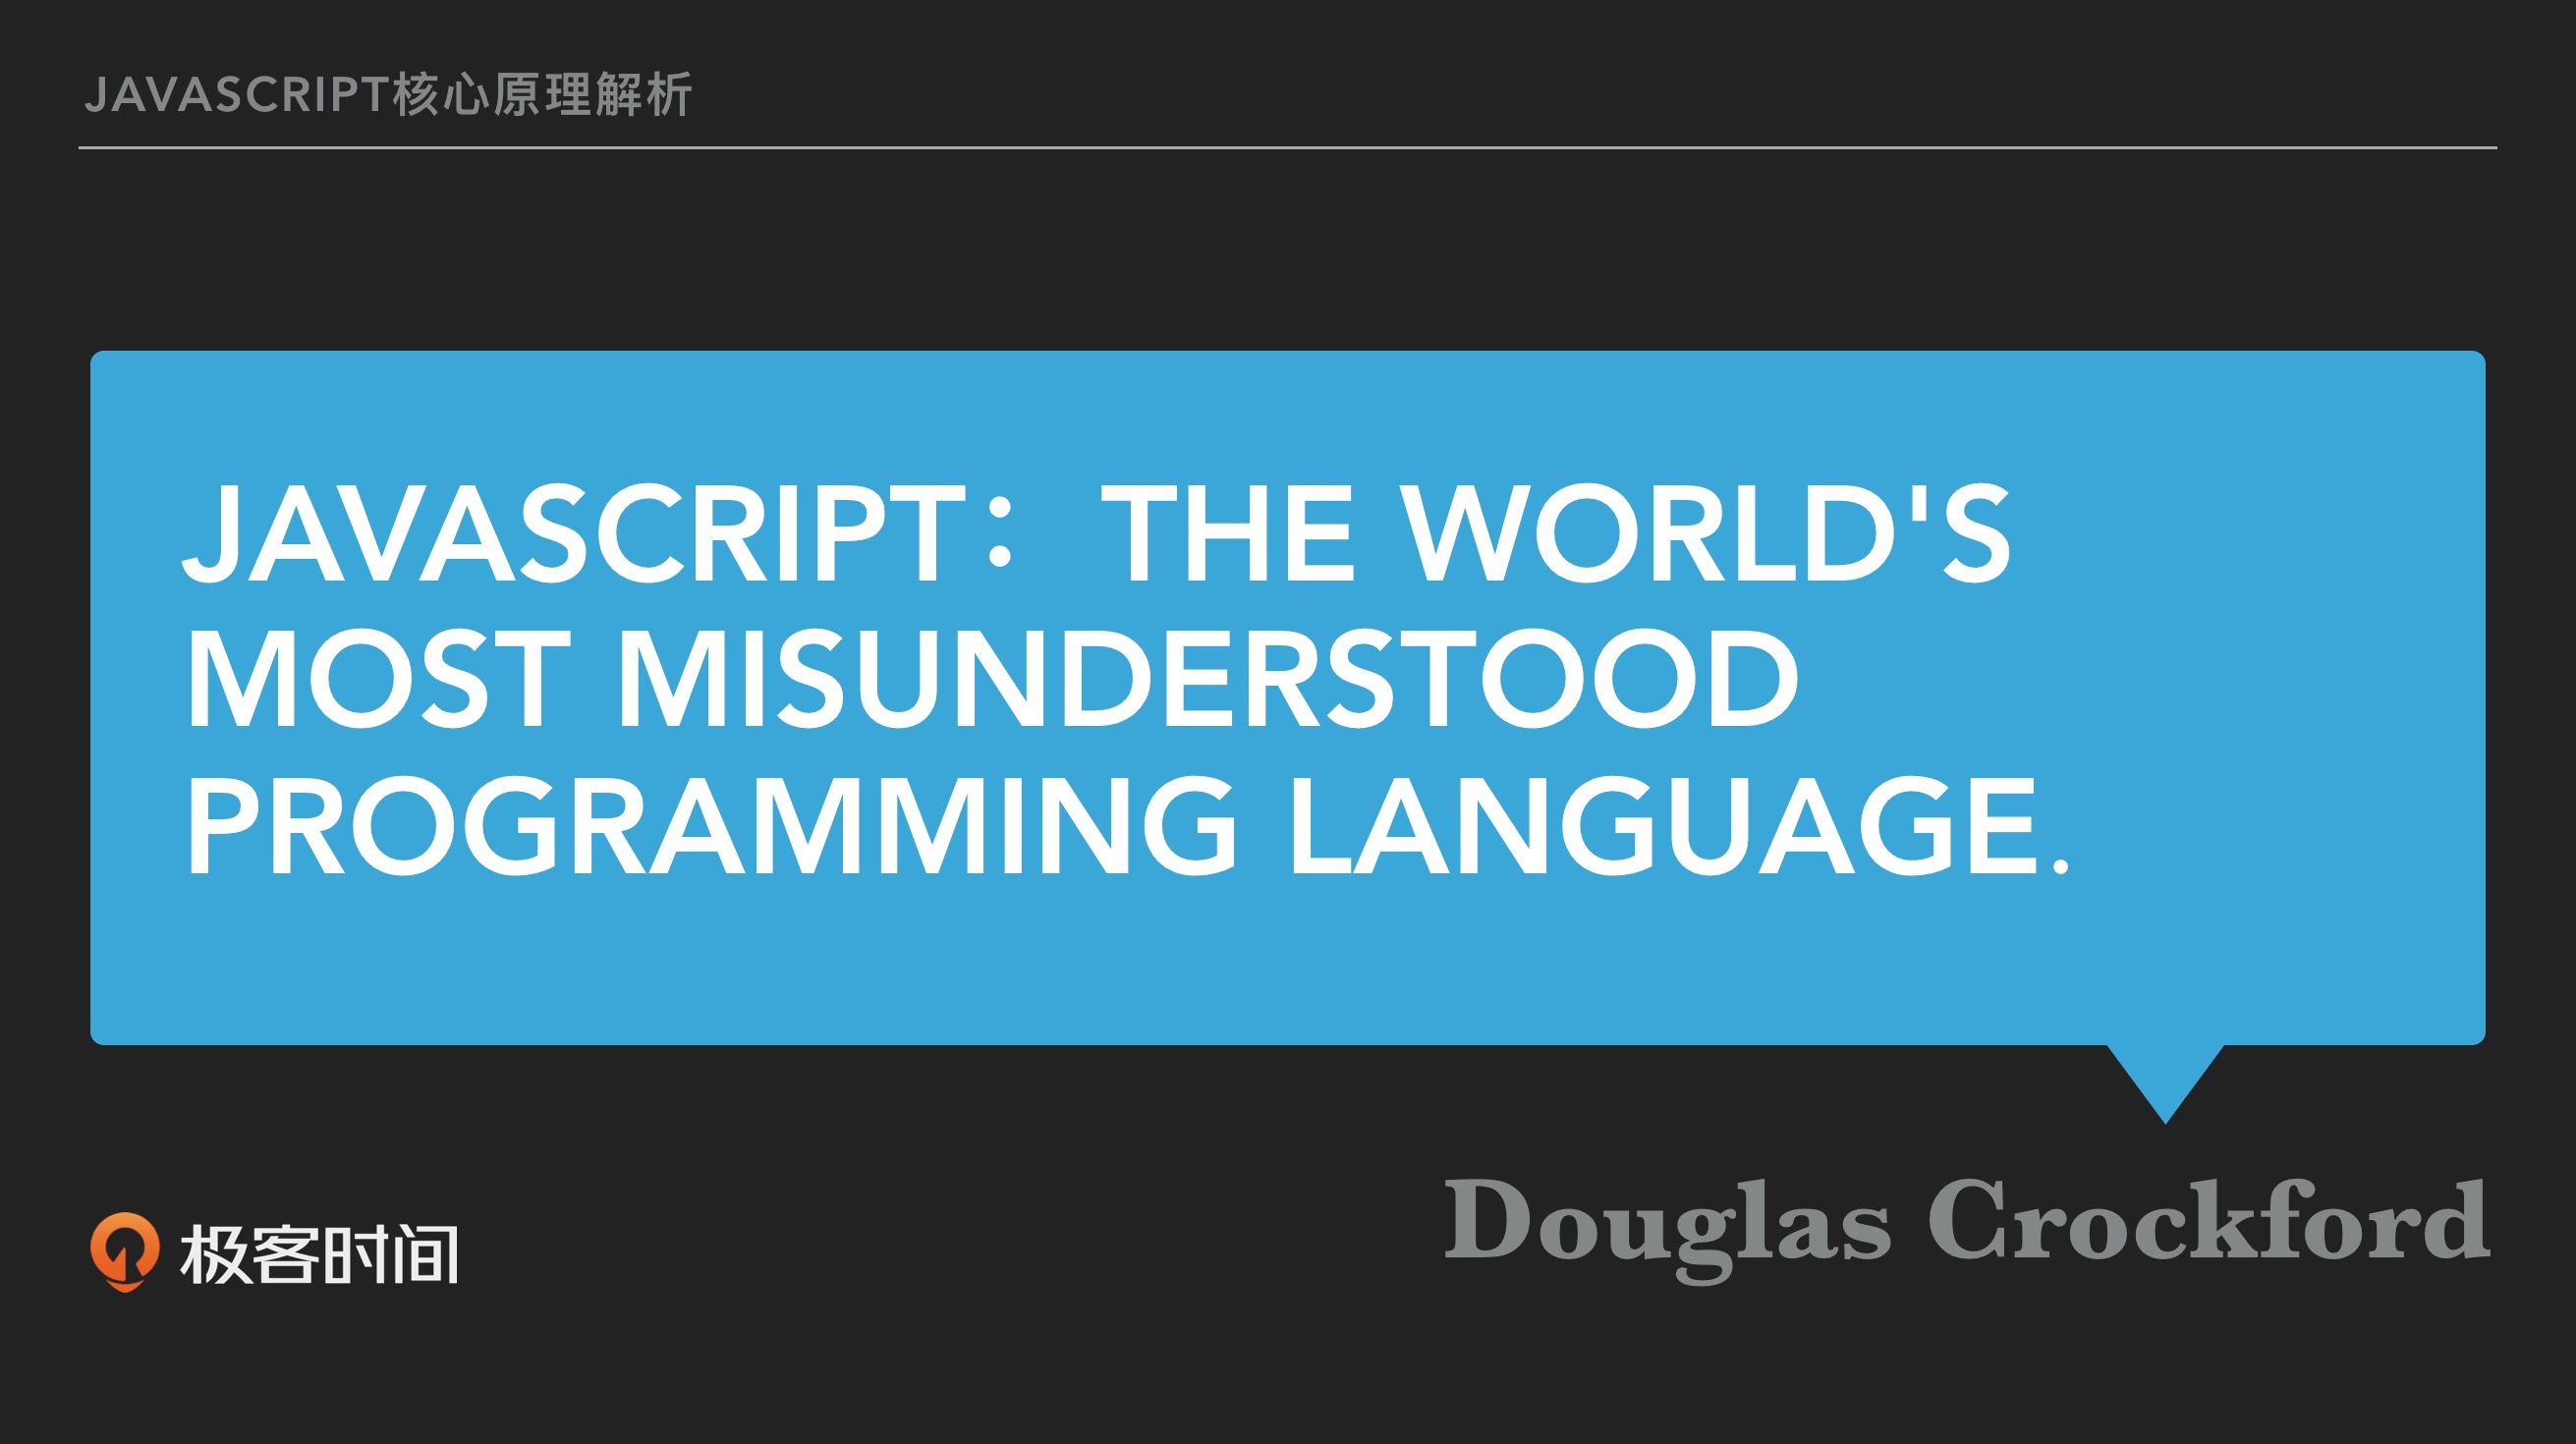 JAVASCRIPT核心原理解析
JAVASCRIPT：THE WORLD'S
MOST MISUNDERSTOOD
PROGRAMMING LANGUAGE.
Douglas Crockford
极客时间